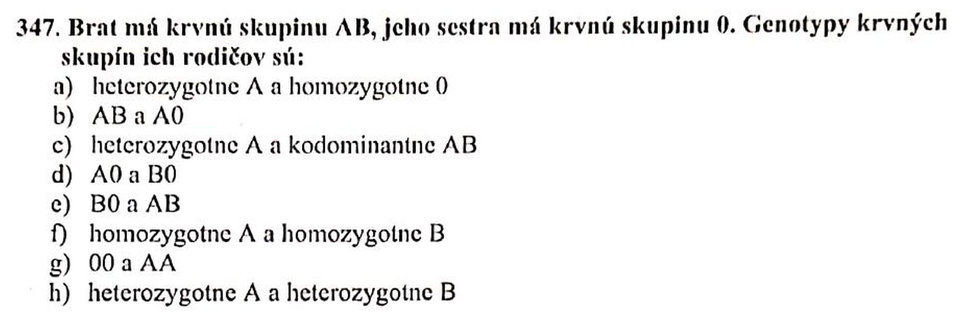 347. Brat má krvnú skupinu AB, jeho sestra má krvnú skupinu 0. Genotypy krvných
skupín ich rodičov sú:
a) heterozygotne A a homozygotne 0
b) AB a A0
c) heterozygotne A a kodominantne AB
d) A0 a B0
e) B0 a AB
f) homozygotne A a homozygotne B
g) 00 a AA
h) heterozygotne A a heterozygotne B